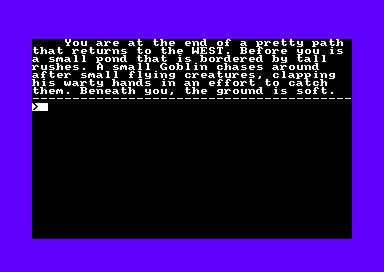 You are at the end of a pretty path
that returns to the WEST. Before you is
a small pond that is bordered by tall
rushes. A small Goblin chases around
after small flying creatures, clapping
his warty hands in an effort to catch
them. Beneath you, the ground is soft.
----------------------------------------
>